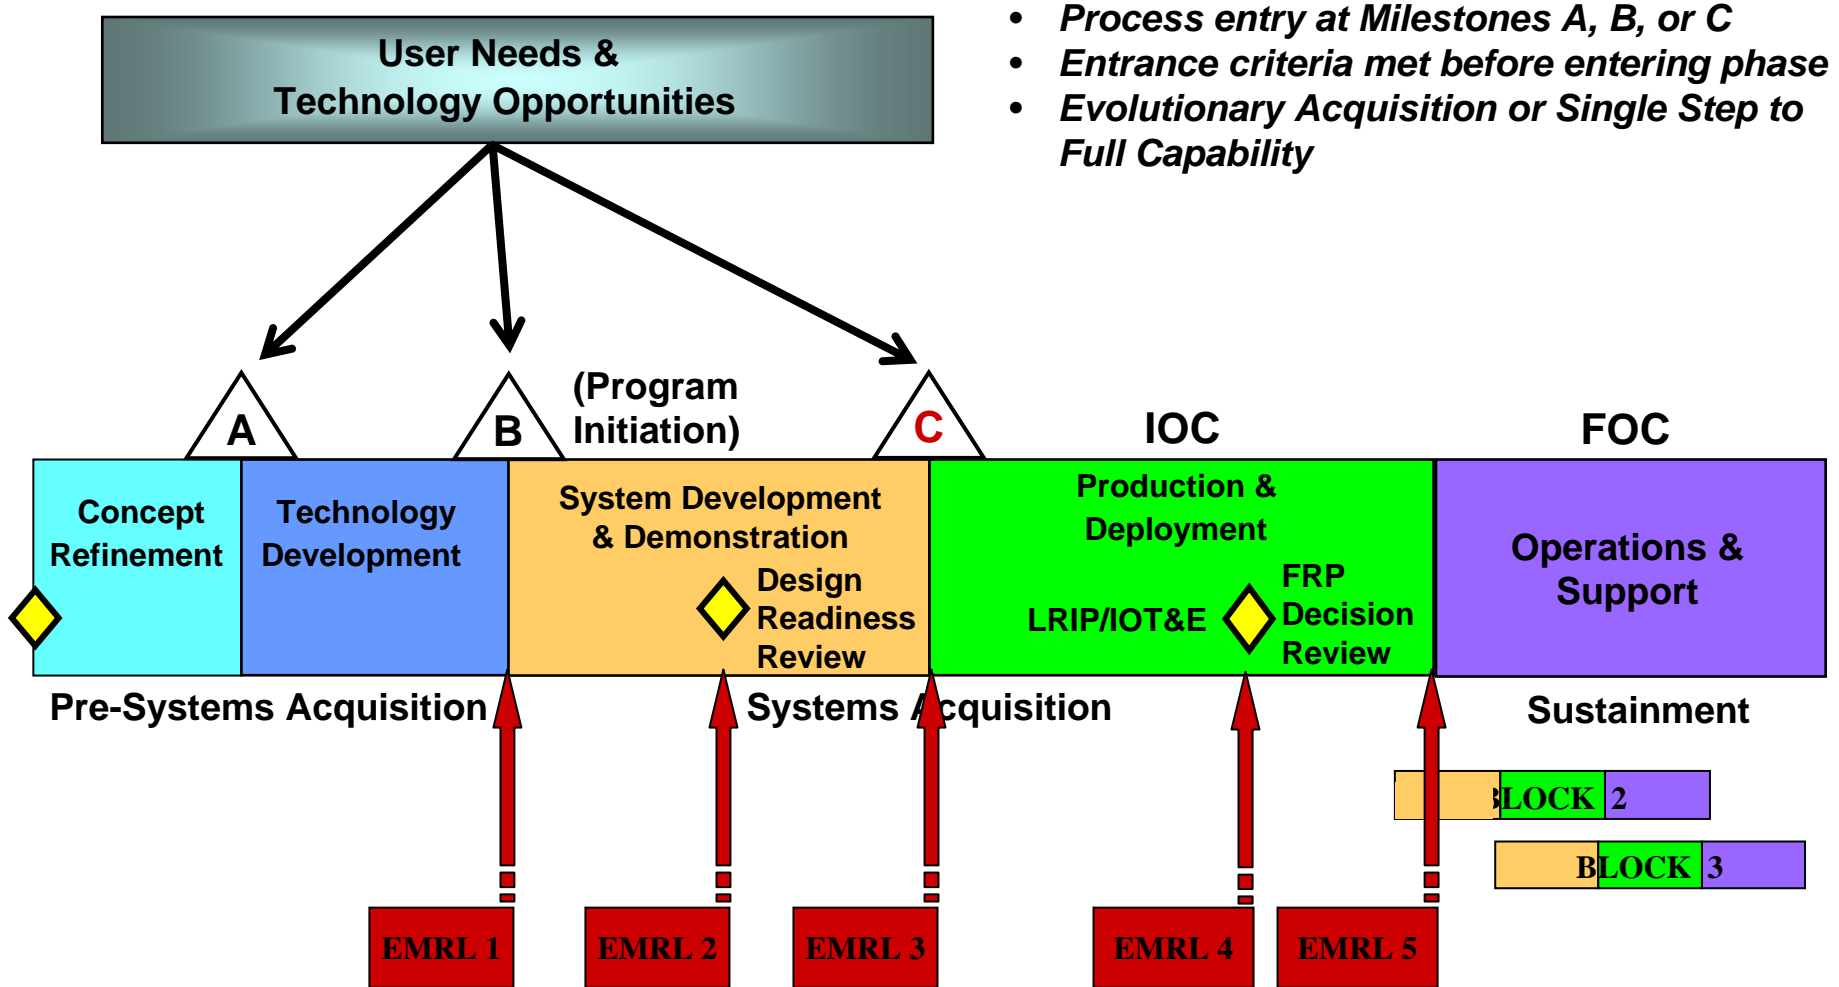 User Needs &
Technology Opportunities
• Process entry at Milestones A, B, or C
• Entrance criteria met before entering phase
• Evolutionary Acquisition or Single Step to
Full Capability
A
B
(Program
Initiation)
C
IOC
FOC
Concept
Refinement
Technology
Development
System Development
& Demonstration
Design
Readiness
Review
Production &
Deployment
LRIP/IOT&E
FRP
Decision
Review
Operations &
Support
Pre-Systems Acquisition
Systems Acquisition
Sustainment
BLOCK 2
BLOCK 3
EMRL 1
EMRL 2
EMRL 3
EMRL 4
EMRL 5